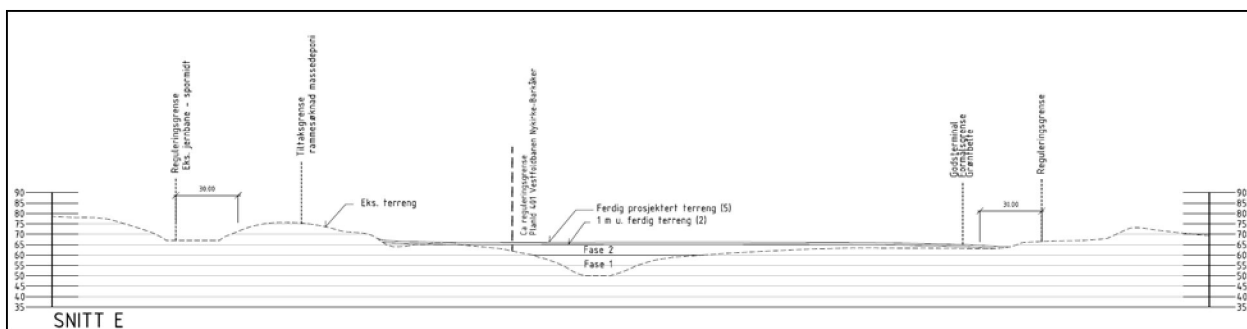 Reguleringsgrense
Eks. jernbane - spormidt
Tiltaksgrense
rammesøknad massedeponi
Ca reguleringsgrense
PlanId 401 Vestfoldbanen Nykirke-Barkåker
Godsterminal
Formålsgrense
Grøntbelte
Reguleringsgrense
30.00
30.00
Eks. terreng
Ferdig prosjektert terreng (5)
1 m u. ferdig terreng (2)
Fase 2
Fase 1
90
85
80
75
70
65
60
55
50
45
40
35
90
85
80
75
70
65
60
55
50
45
40
35
SNITT E